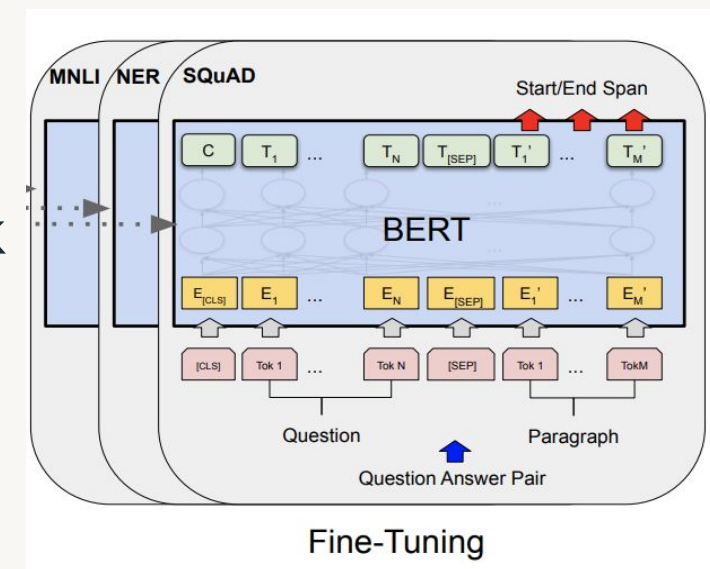 MNLI NER SQuAD
Start/End Span
C T1 ... TN T[SEP] T1' ... TM'
BERT
E[CLS] E1 ... EN E[SEP] E1' ... EM'
[CLS] Tok 1 ... Tok N [SEP] Tok 1 ... TokM
Question Paragraph
Question Answer Pair
Fine-Tuning